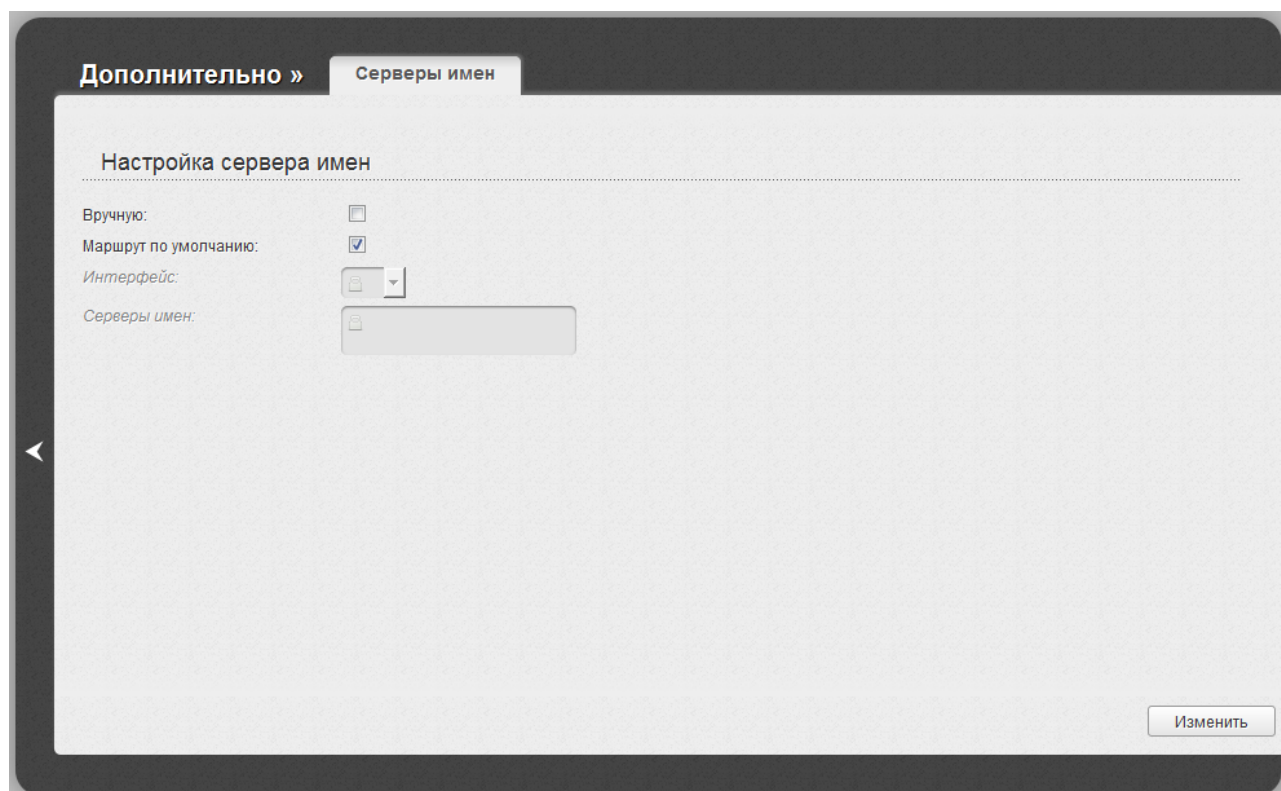 Дополнительно » Серверы имен
Настройка сервера имен
Вручную:
Маршрут по умолчанию:
Интерфейс:
Серверы имен:
Изменить